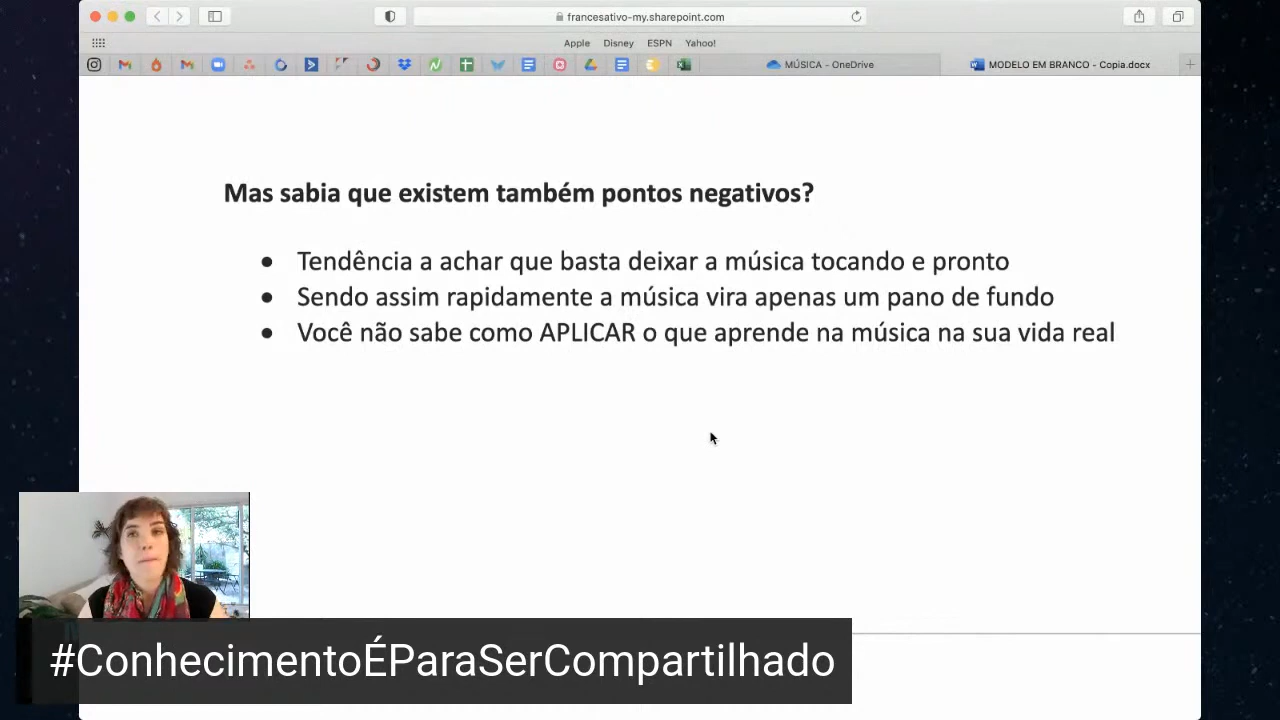 francesativo-my.sharepoint.com
Apple Disney ESPN Yahoo!
MÚSICA - OneDrive
MODELO EM BRANCO - Copia.docx
Mas sabia que existem também pontos negativos?
Tendência a achar que basta deixar a música tocando e pronto
Sendo assim rapidamente a música vira apenas um pano de fundo
Você não sabe como APLICAR o que aprende na música na sua vida real
#ConhecimentoÉParaSerCompartilhado